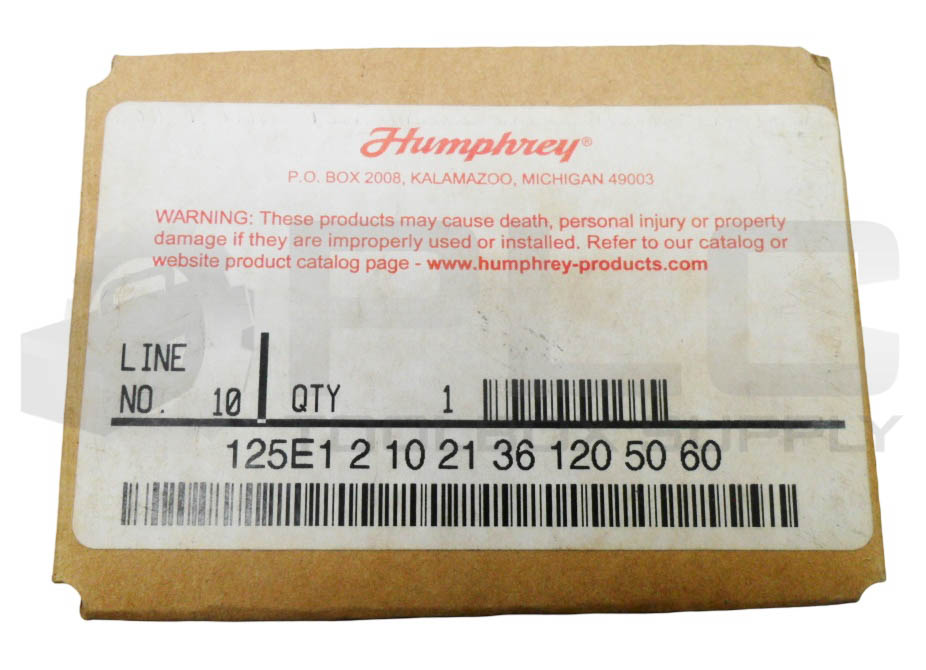 Humphrey®
P.O. BOX 2008, KALAMAZOO, MICHIGAN 49003
WARNING: These products may cause death, personal injury or property
damage if they are improperly used or installed. Refer to our catalog or
website product catalog page - www.humphrey-products.com
LINE
NO. 10 QTY 1
125E1 2 10 21 36 120 50 60
PLC